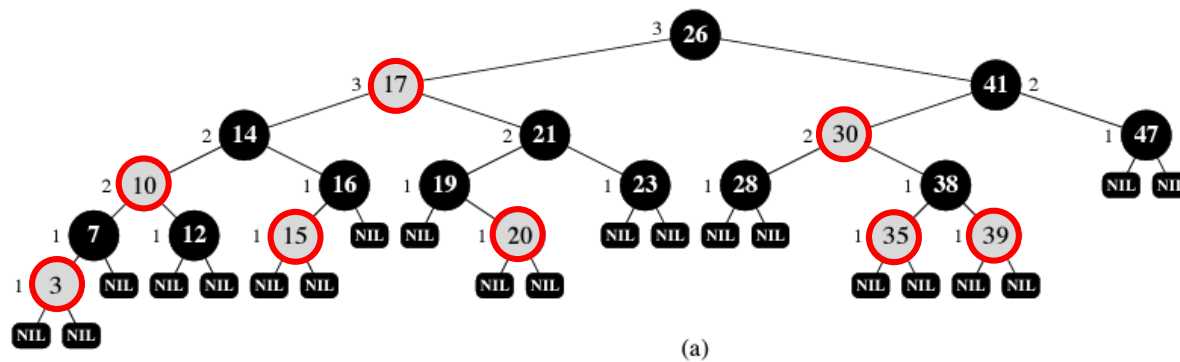 3 26
3 17 41 2
2 14 2 21 2 30 1 47
2 10 1 16 1 19 1 23 1 28 1 38 NIL NIL
1 7 1 12 1 15 NIL NIL 1 20 NIL NIL NIL NIL 1 35 1 39
1 3 NIL NIL NIL NIL NIL NIL NIL NIL NIL NIL NIL
NIL NIL
(a)